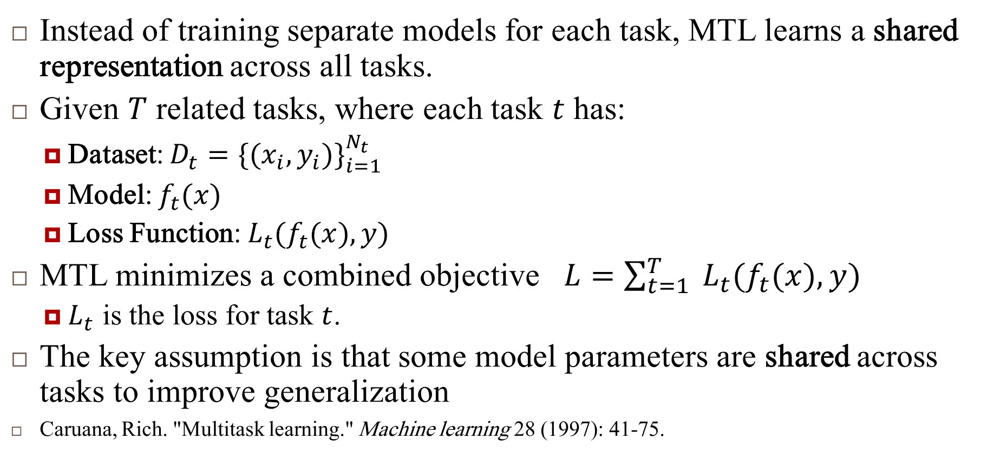 Instead of training separate models for each task, MTL learns a shared
representation across all tasks.
Given T related tasks, where each task t has:
Dataset: D_t = {(x_i, y_i)}_{i=1}^{N_t}
Model: f_t(x)
Loss Function: L_t(f_t(x), y)
MTL minimizes a combined objective L = ∑_{t=1}^{T} L_t(f_t(x), y)
L_t is the loss for task t.
The key assumption is that some model parameters are shared across
tasks to improve generalization
Caruana, Rich. "Multitask learning." Machine learning 28 (1997): 41-75.